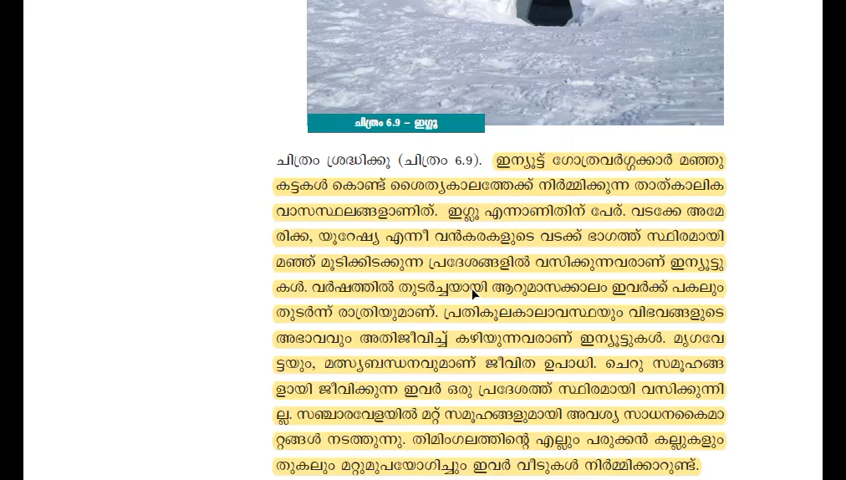 ചിത്രം 6.9 - ഇഗ്ലൂ
ചിത്രം ശ്രദ്ധിക്കൂ (ചിത്രം 6.9). ഇന്യൂട്ട് ഗോത്രവർഗ്ഗക്കാർ മഞ്ഞു
കട്ടകൾ കൊണ്ട് ശൈത്യകാലത്തേക്ക് നിർമ്മിക്കുന്ന താത്കാലിക
വാസസ്ഥലങ്ങളാണിത്. ഇഗ്ലൂ എന്നാണിതിന് പേര്. വടക്കേ അമേ
രിക്ക, യൂറേഷ്യ എന്നീ വൻകരകളുടെ വടക്ക് ഭാഗത്ത് സ്ഥിരമായി
മഞ്ഞ് മൂടിക്കിടക്കുന്ന പ്രദേശങ്ങളിൽ വസിക്കുന്നവരാണ് ഇന്യൂട്ടു
കൾ. വർഷത്തിൽ തുടർച്ചയായി ആറുമാസക്കാലം ഇവർക്ക് പകലും
തുടർന്ന് രാത്രിയുമാണ്. പ്രതികൂലകാലാവസ്ഥയും വിഭവങ്ങളുടെ
അഭാവവും അതിജീവിച്ച് കഴിയുന്നവരാണ് ഇന്യൂട്ടുകൾ. മൃഗവേ
ട്ടയും, മത്സ്യബന്ധനവുമാണ് ജീവിത ഉപാധി. ചെറു സമൂഹങ്ങ
ളായി ജീവിക്കുന്ന ഇവർ ഒരു പ്രദേശത്ത് സ്ഥിരമായി വസിക്കുന്നി
ല്ല. സഞ്ചാരവേളയിൽ മറ്റ് സമൂഹങ്ങളുമായി അവശ്യ സാധനകൈമാ
റ്റങ്ങൾ നടത്തുന്നു. തിമിംഗലത്തിന്റെ എല്ലും പരുക്കൻ കല്ലുകളും
തുകലും മറ്റുമുപയോഗിച്ചും ഇവർ വീടുകൾ നിർമ്മിക്കാറുണ്ട്.